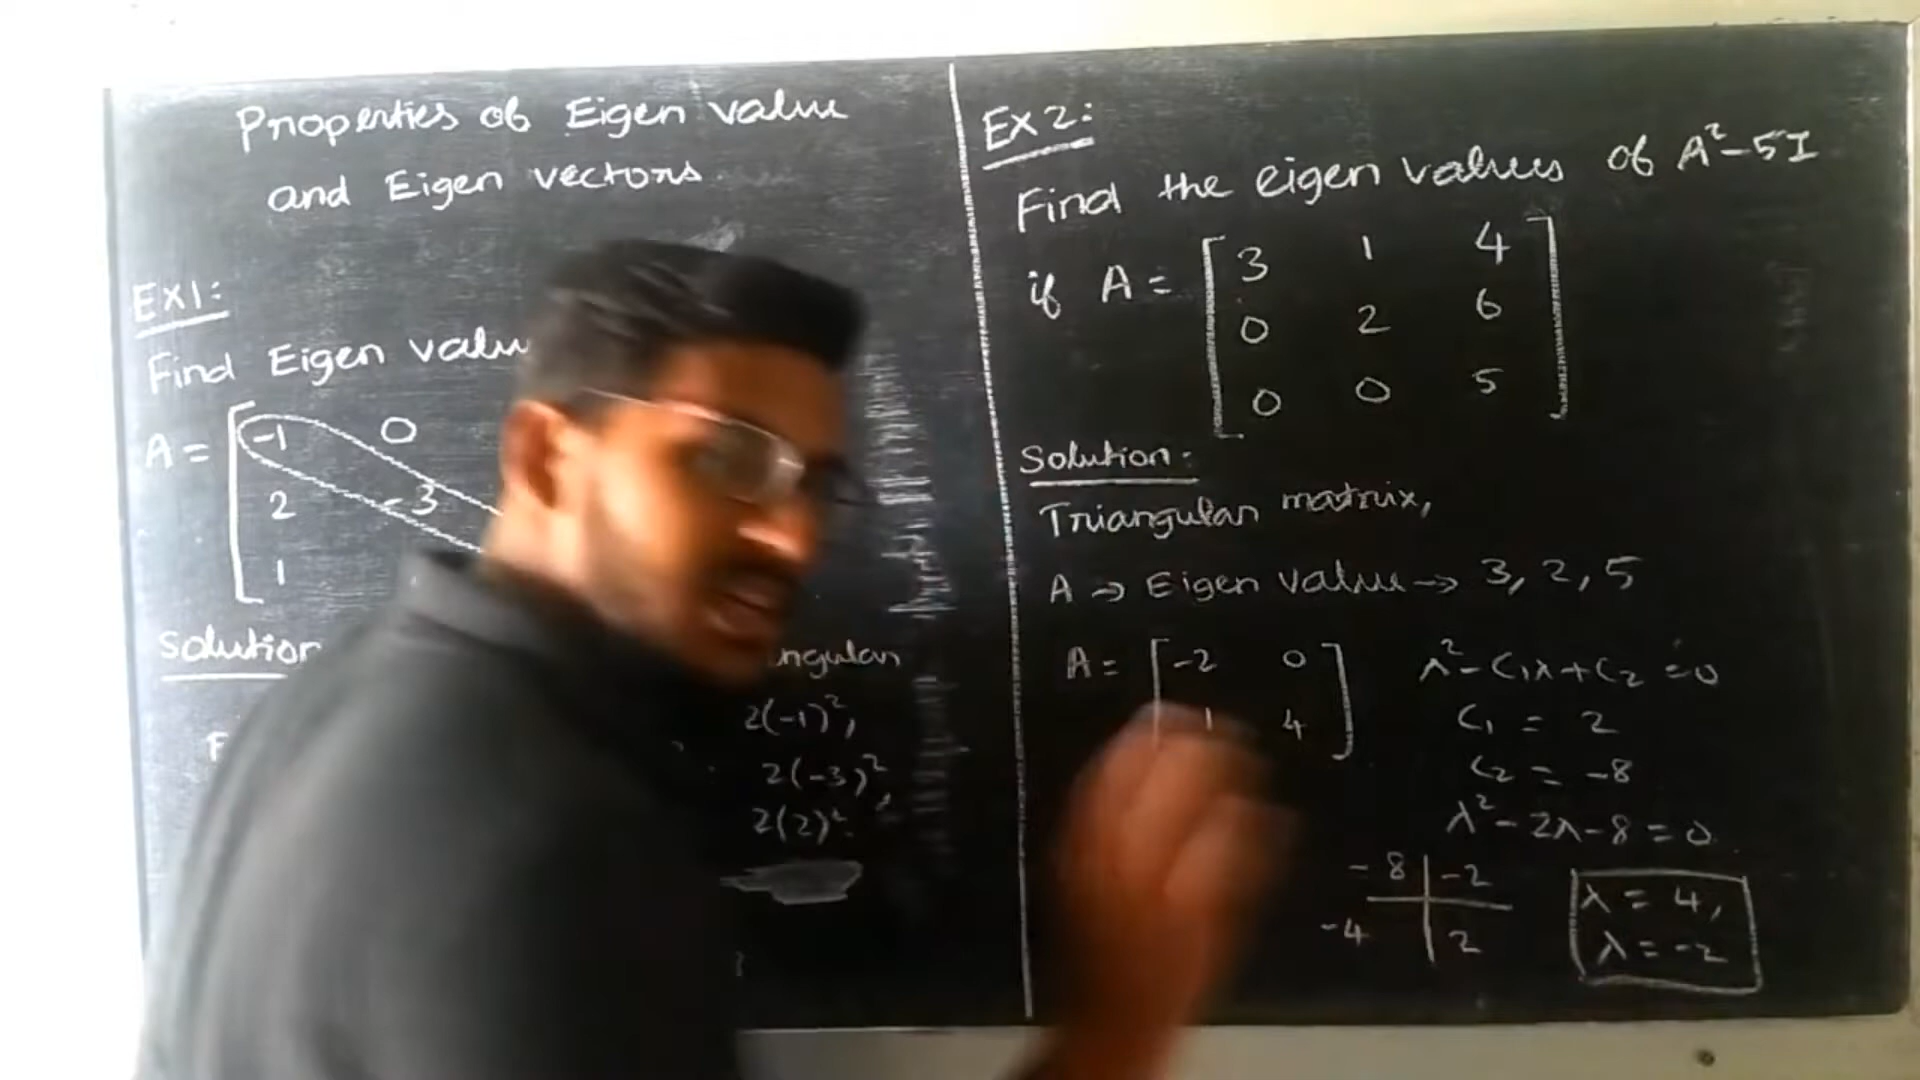 Properties of Eigen value
and Eigen vectors
EX1:
Find Eigen valu
A = [ -1 0
2 -3
1
Solution
ngular
2(-1)²,
2(-3)²,
2(2)².
EX2:
Find the eigen values of A²-5I
if A = [ 3 1 4 ]
0 2 6
0 0 5
Solution:
Triangular matrix,
A → Eigen value → 3, 2, 5
A = [ -2 0 ]
1 4
λ²-C₁λ+C₂=0
C₁ = 2
C₂ = -8
λ²-2λ-8=0
-8 | -2
-4 | 2
λ = 4,
λ = -2